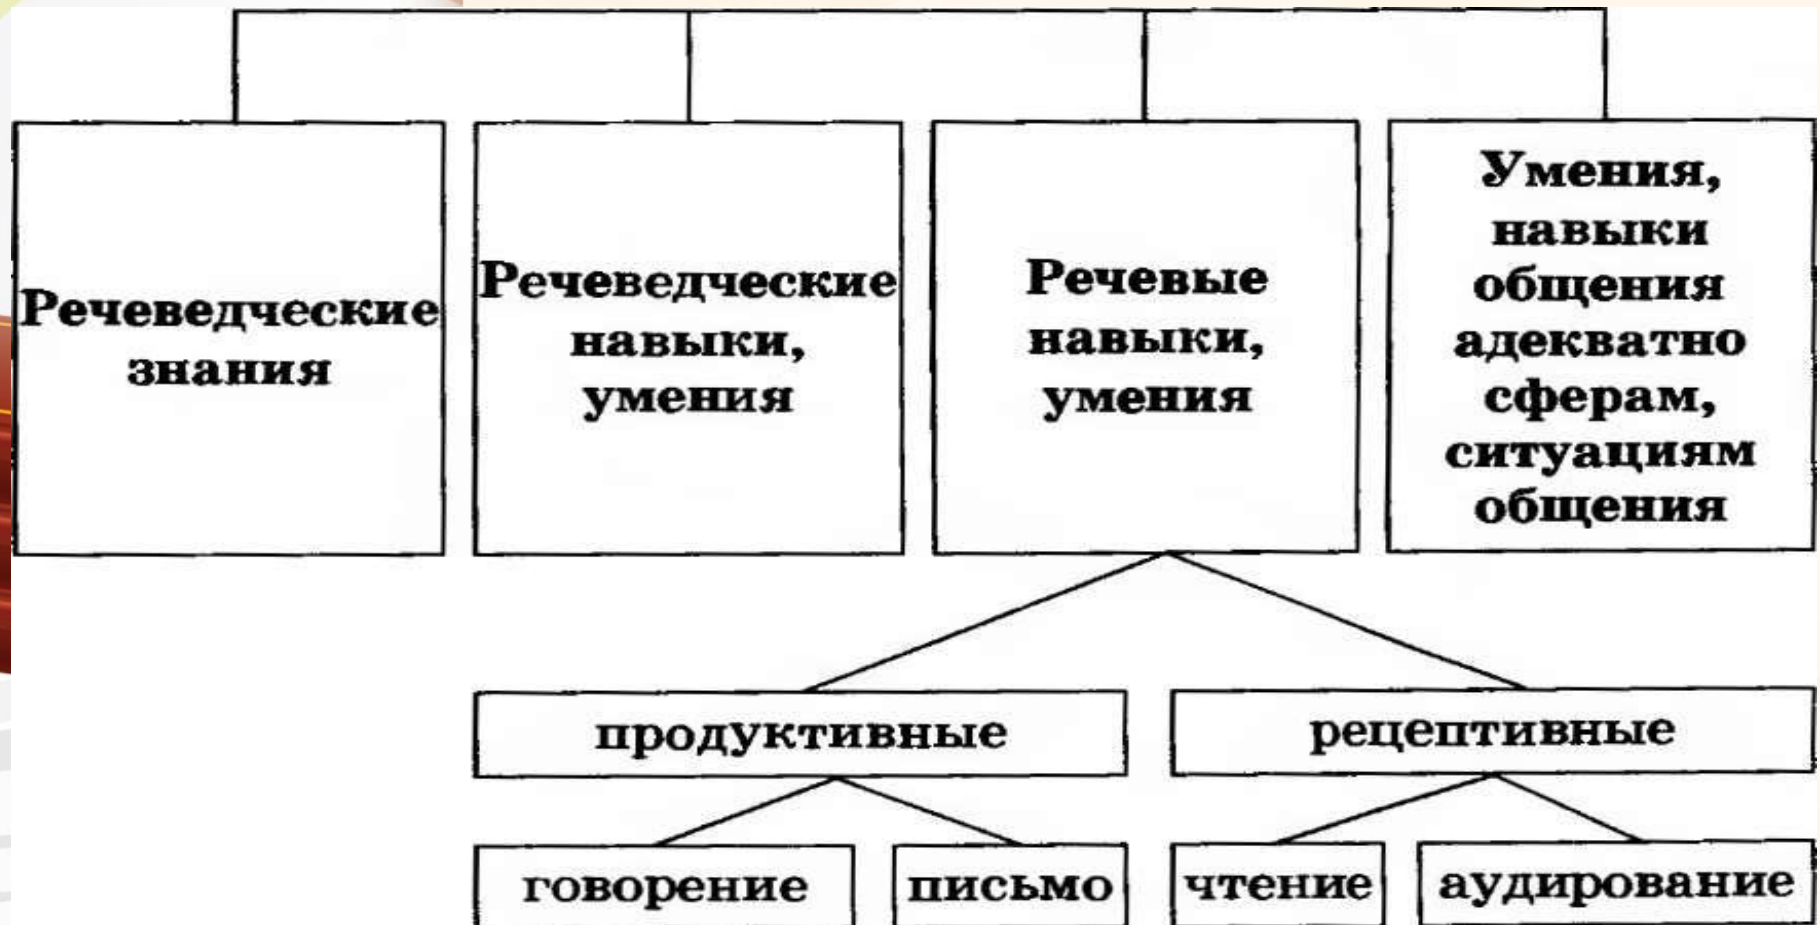 Речеведческие
знания
Речеведческие
навыки,
умения
Речевые
навыки,
умения
Умения,
навыки
общения
адекватно
сферам,
ситуациям
общения
продуктивные
рецептивные
говорение
письмо
чтение
аудирование